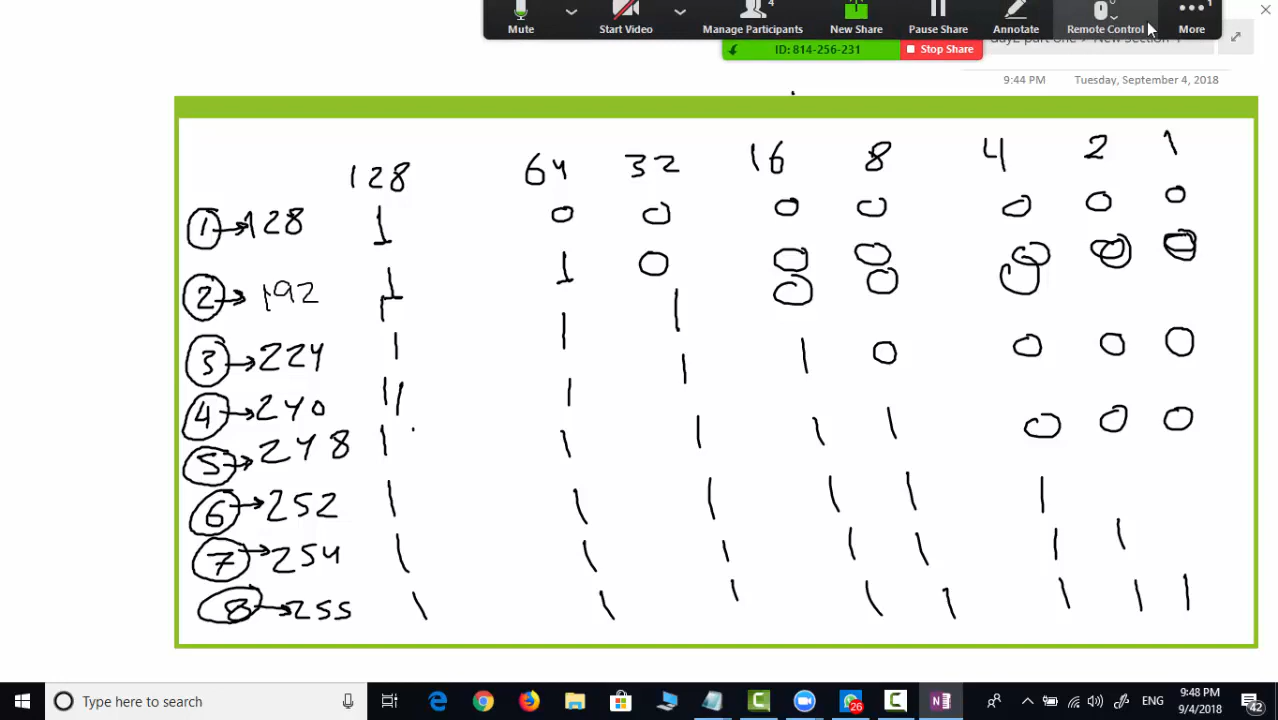 Mute Start Video Manage Participants 4 New Share Pause Share Annotate Remote Control More 1
ID: 814-256-231 Stop Share
9:44 PM Tuesday, September 4, 2018
128 64 32 16 8 4 2 1
1 → 128 1 0 0 0 0 0 0 0
2 → 192 1 1 0 0 0 0 0 0
3 → 224 1 1 1 0 0 0 0 0
4 → 240 1 1 1 1 0 0 0 0
5 → 248 1 1 1 1 1 0 0 0
6 → 252 1 1 1 1 1 1
7 → 254 1 1 1 1 1 1 1
8 → 255 1 1 1 1 1 1 1 1
Type here to search 26 ENG 9:48 PM
9/4/2018 42